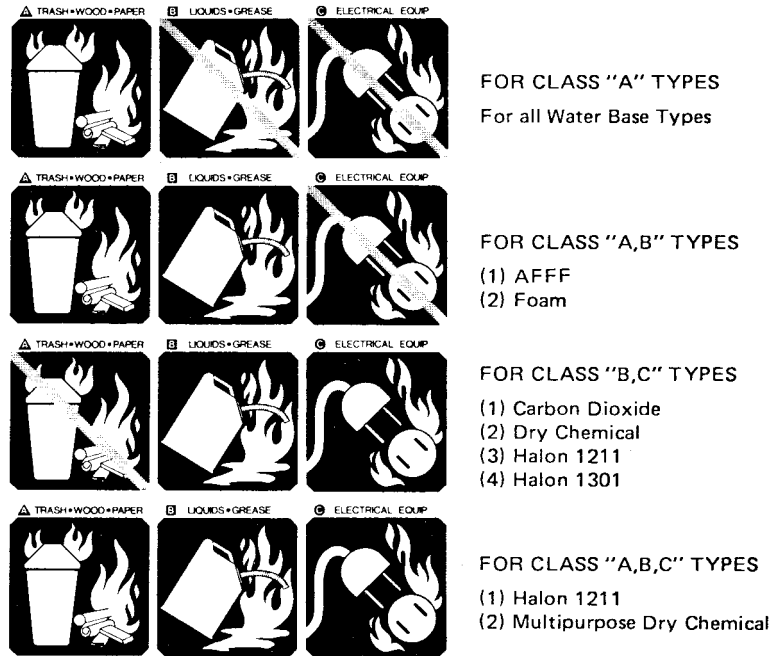 A TRASH•WOOD•PAPER B LIQUIDS•GREASE C ELECTRICAL EQUIP
FOR CLASS "A" TYPES
For all Water Base Types
A TRASH•WOOD•PAPER B LIQUIDS•GREASE C ELECTRICAL EQUIP
FOR CLASS "A,B" TYPES
(1) AFFF
(2) Foam
A TRASH•WOOD•PAPER B LIQUIDS•GREASE C ELECTRICAL EQUIP
FOR CLASS "B,C" TYPES
(1) Carbon Dioxide
(2) Dry Chemical
(3) Halon 1211
(4) Halon 1301
A TRASH•WOOD•PAPER B LIQUIDS•GREASE C ELECTRICAL EQUIP
FOR CLASS "A,B,C" TYPES
(1) Halon 1211
(2) Multipurpose Dry Chemical